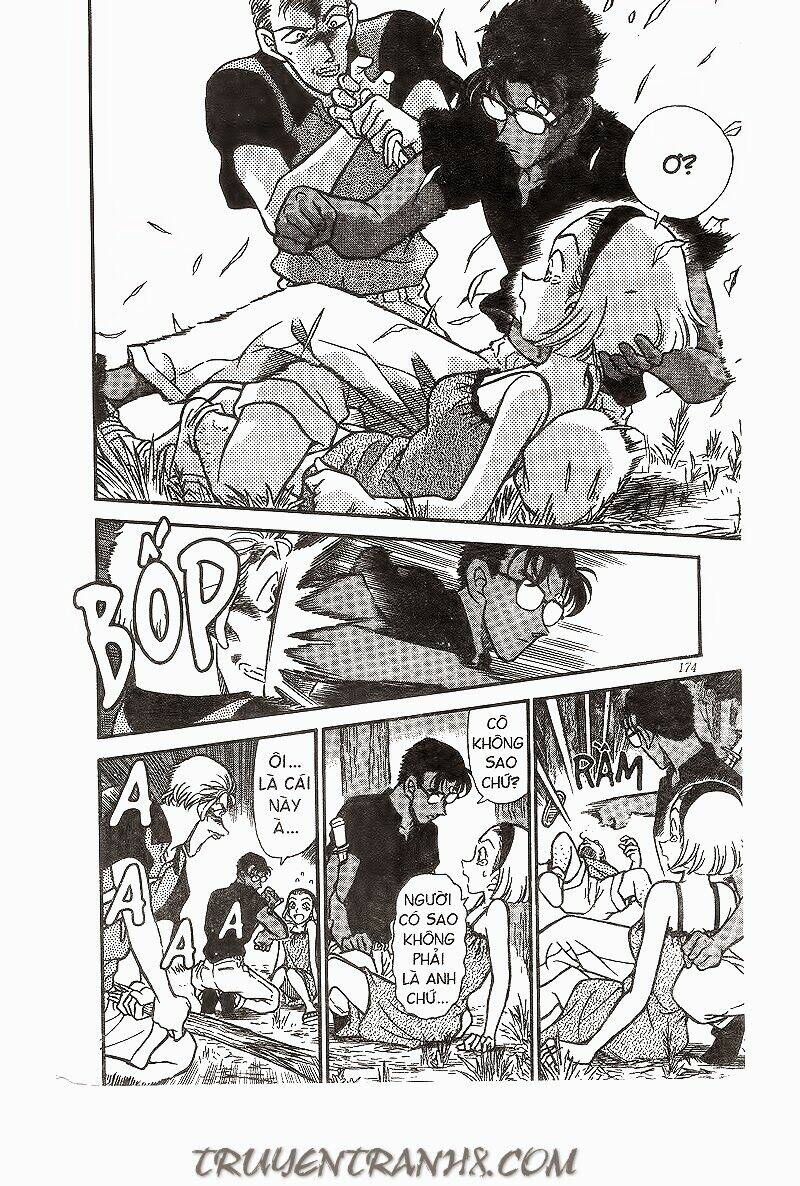 Ơ?
BỐP
174
RẦM
CÔ
KHÔNG
SAO
CHỨ?
NGƯỜI
CÓ SAO
KHÔNG
PHẢI
LÀ ANH
CHỨ...
ÔI...
LÀ CÁI
NÀY
À...
A
A
A
A
A
TRUYENTRANH8.COM